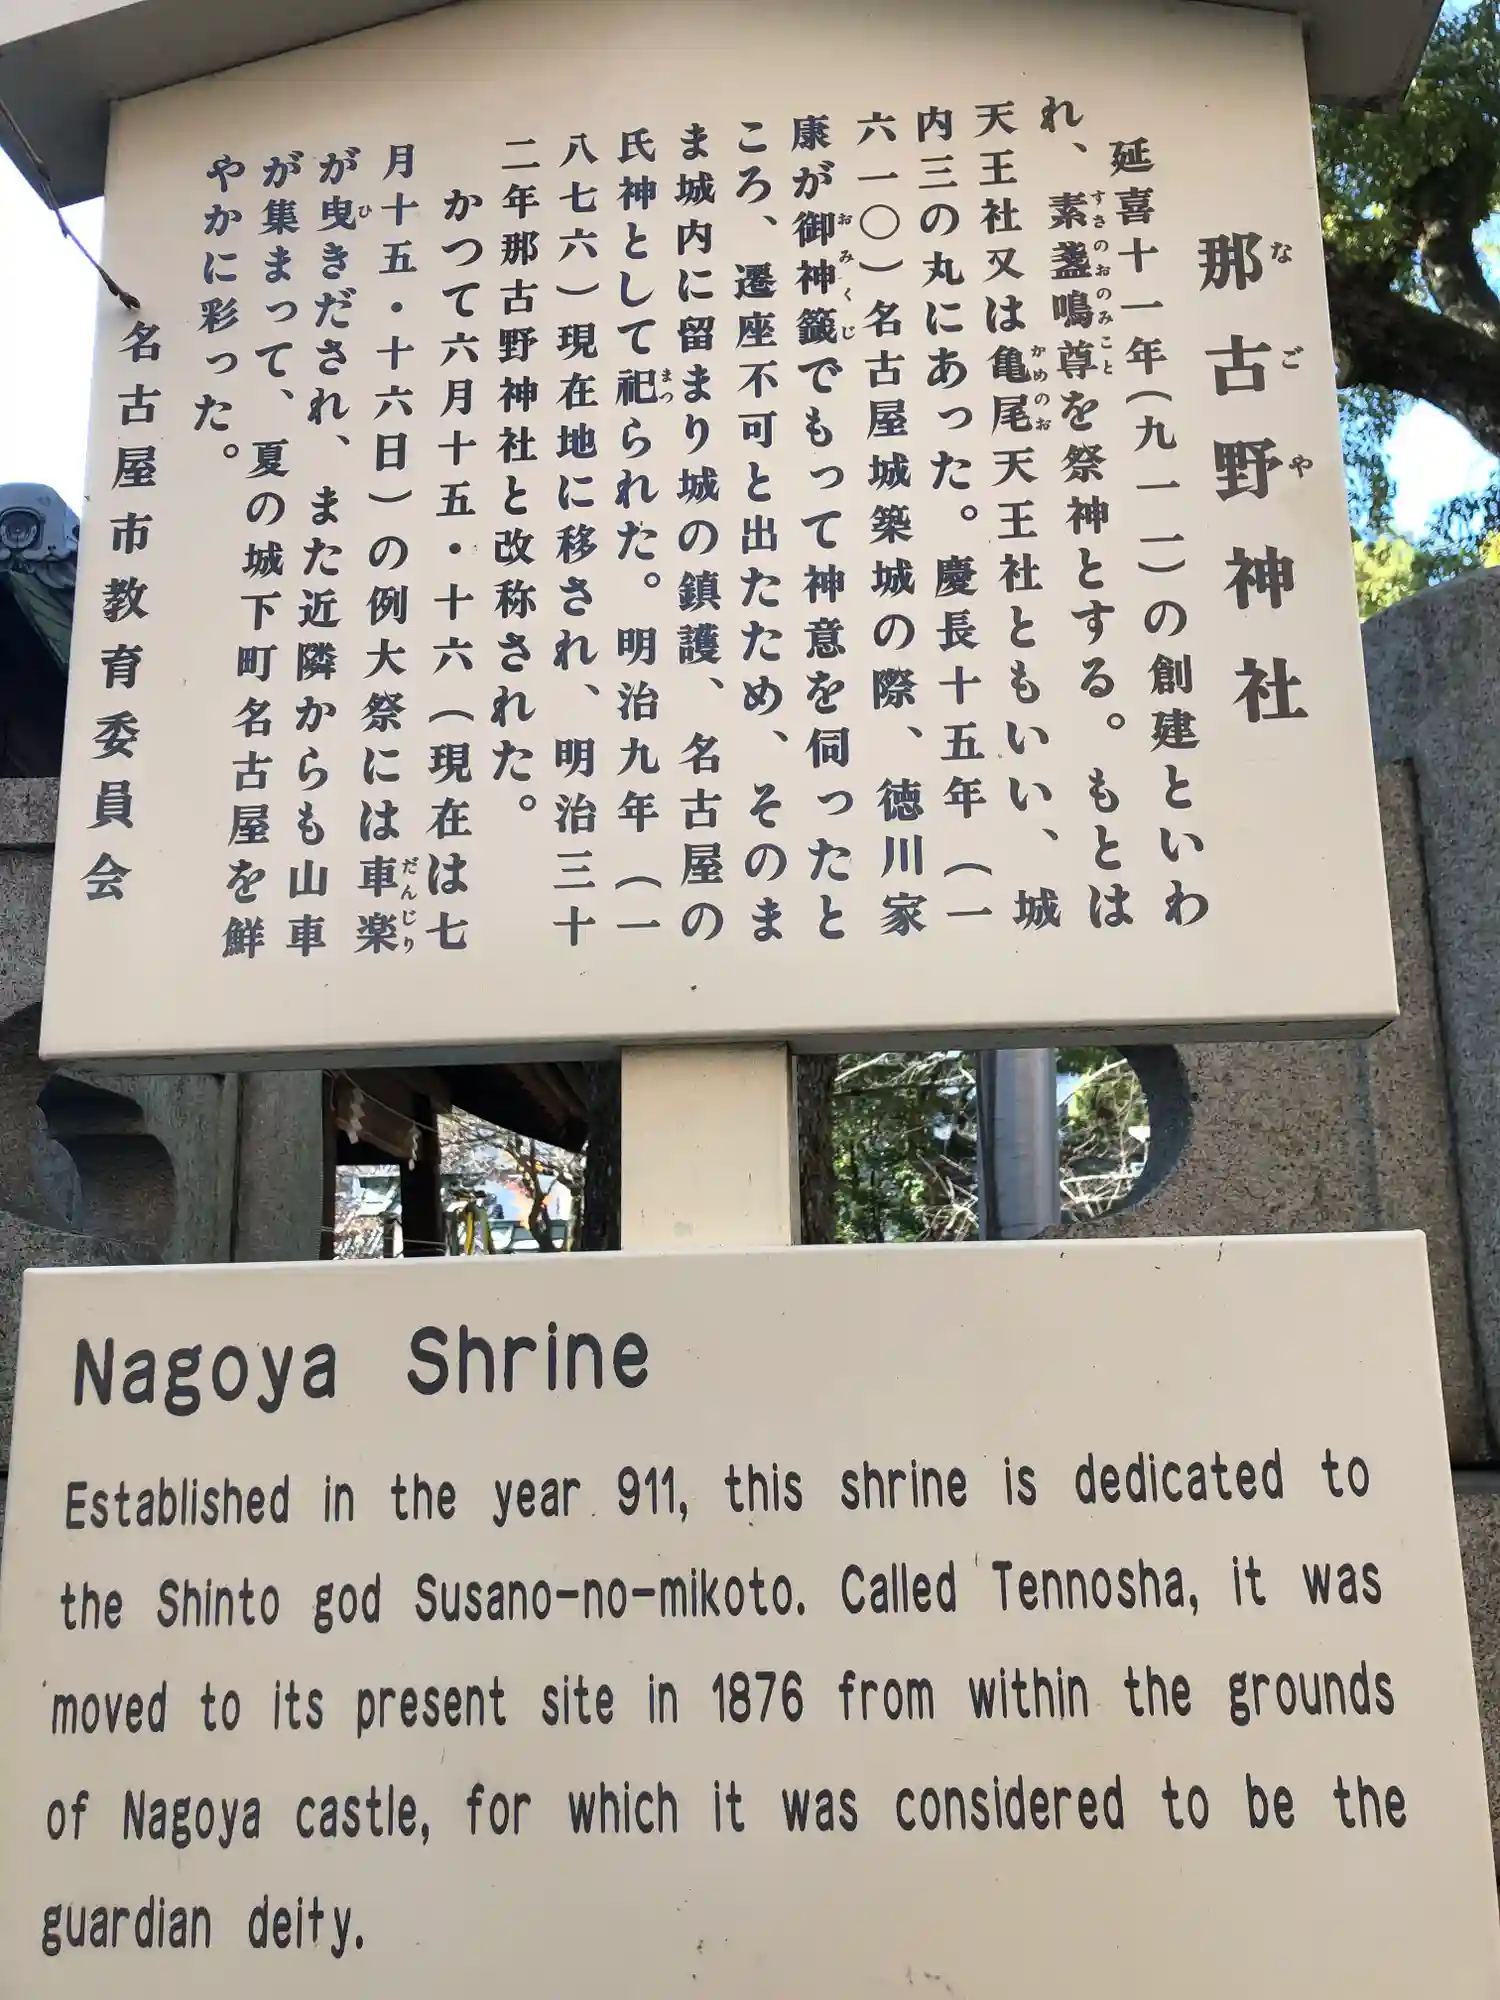 那古野神社
延喜十一年(九一一)の創建といわ
れ、素盞鳴尊を祭神とする。もとは
天王社又は亀尾天王社ともいい、城
内三の丸にあった。慶長十五年(一
六一〇)名古屋城築城の際、徳川家
康が御神籤でもって神意を伺ったと
ころ、遷座不可と出たため、そのま
ま城内に留まり城の鎮護、名古屋の
氏神として祀られた。明治九年(一
八七六)現在地に移され、明治三十
二年那古野神社と改称された。
かつて六月十五・十六(現在は七
月十五・十六日)の例大祭には車楽
が曳きだされ、また近隣からも山車
が集まって、夏の城下町名古屋を鮮
やかに彩った。
名古屋市教育委員会
Nagoya Shrine
Established in the year 911, this shrine is dedicated to
the Shinto god Susano-no-mikoto. Called Tennosha, it was
moved to its present site in 1876 from within the grounds
of Nagoya castle, for which it was considered to be the
guardian deity.